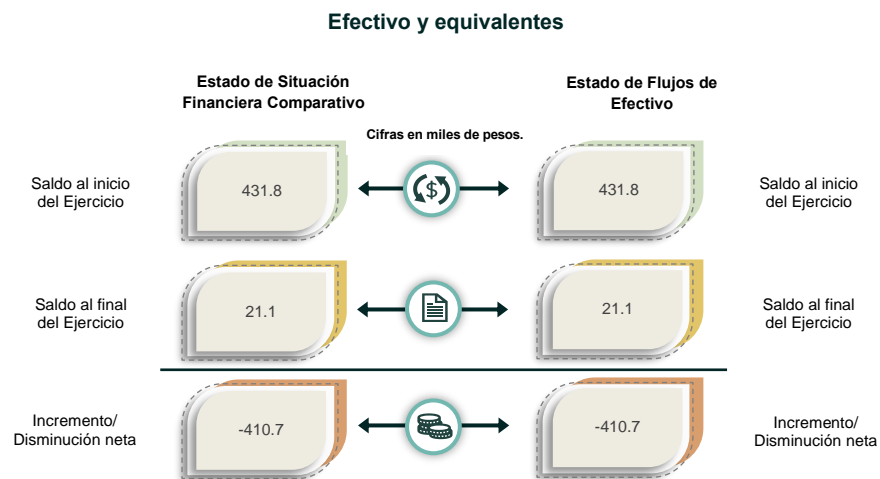 Efectivo y equivalentes
Estado de Situación
Financiera Comparativo
Estado de Flujos de
Efectivo
Cifras en miles de pesos.
Saldo al inicio
del Ejercicio
431.8
$
431.8
Saldo al inicio
del Ejercicio
Saldo al final
del Ejercicio
21.1
21.1
Saldo al final
del Ejercicio
Incremento/
Disminución neta
-410.7
-410.7
Incremento/
Disminución neta